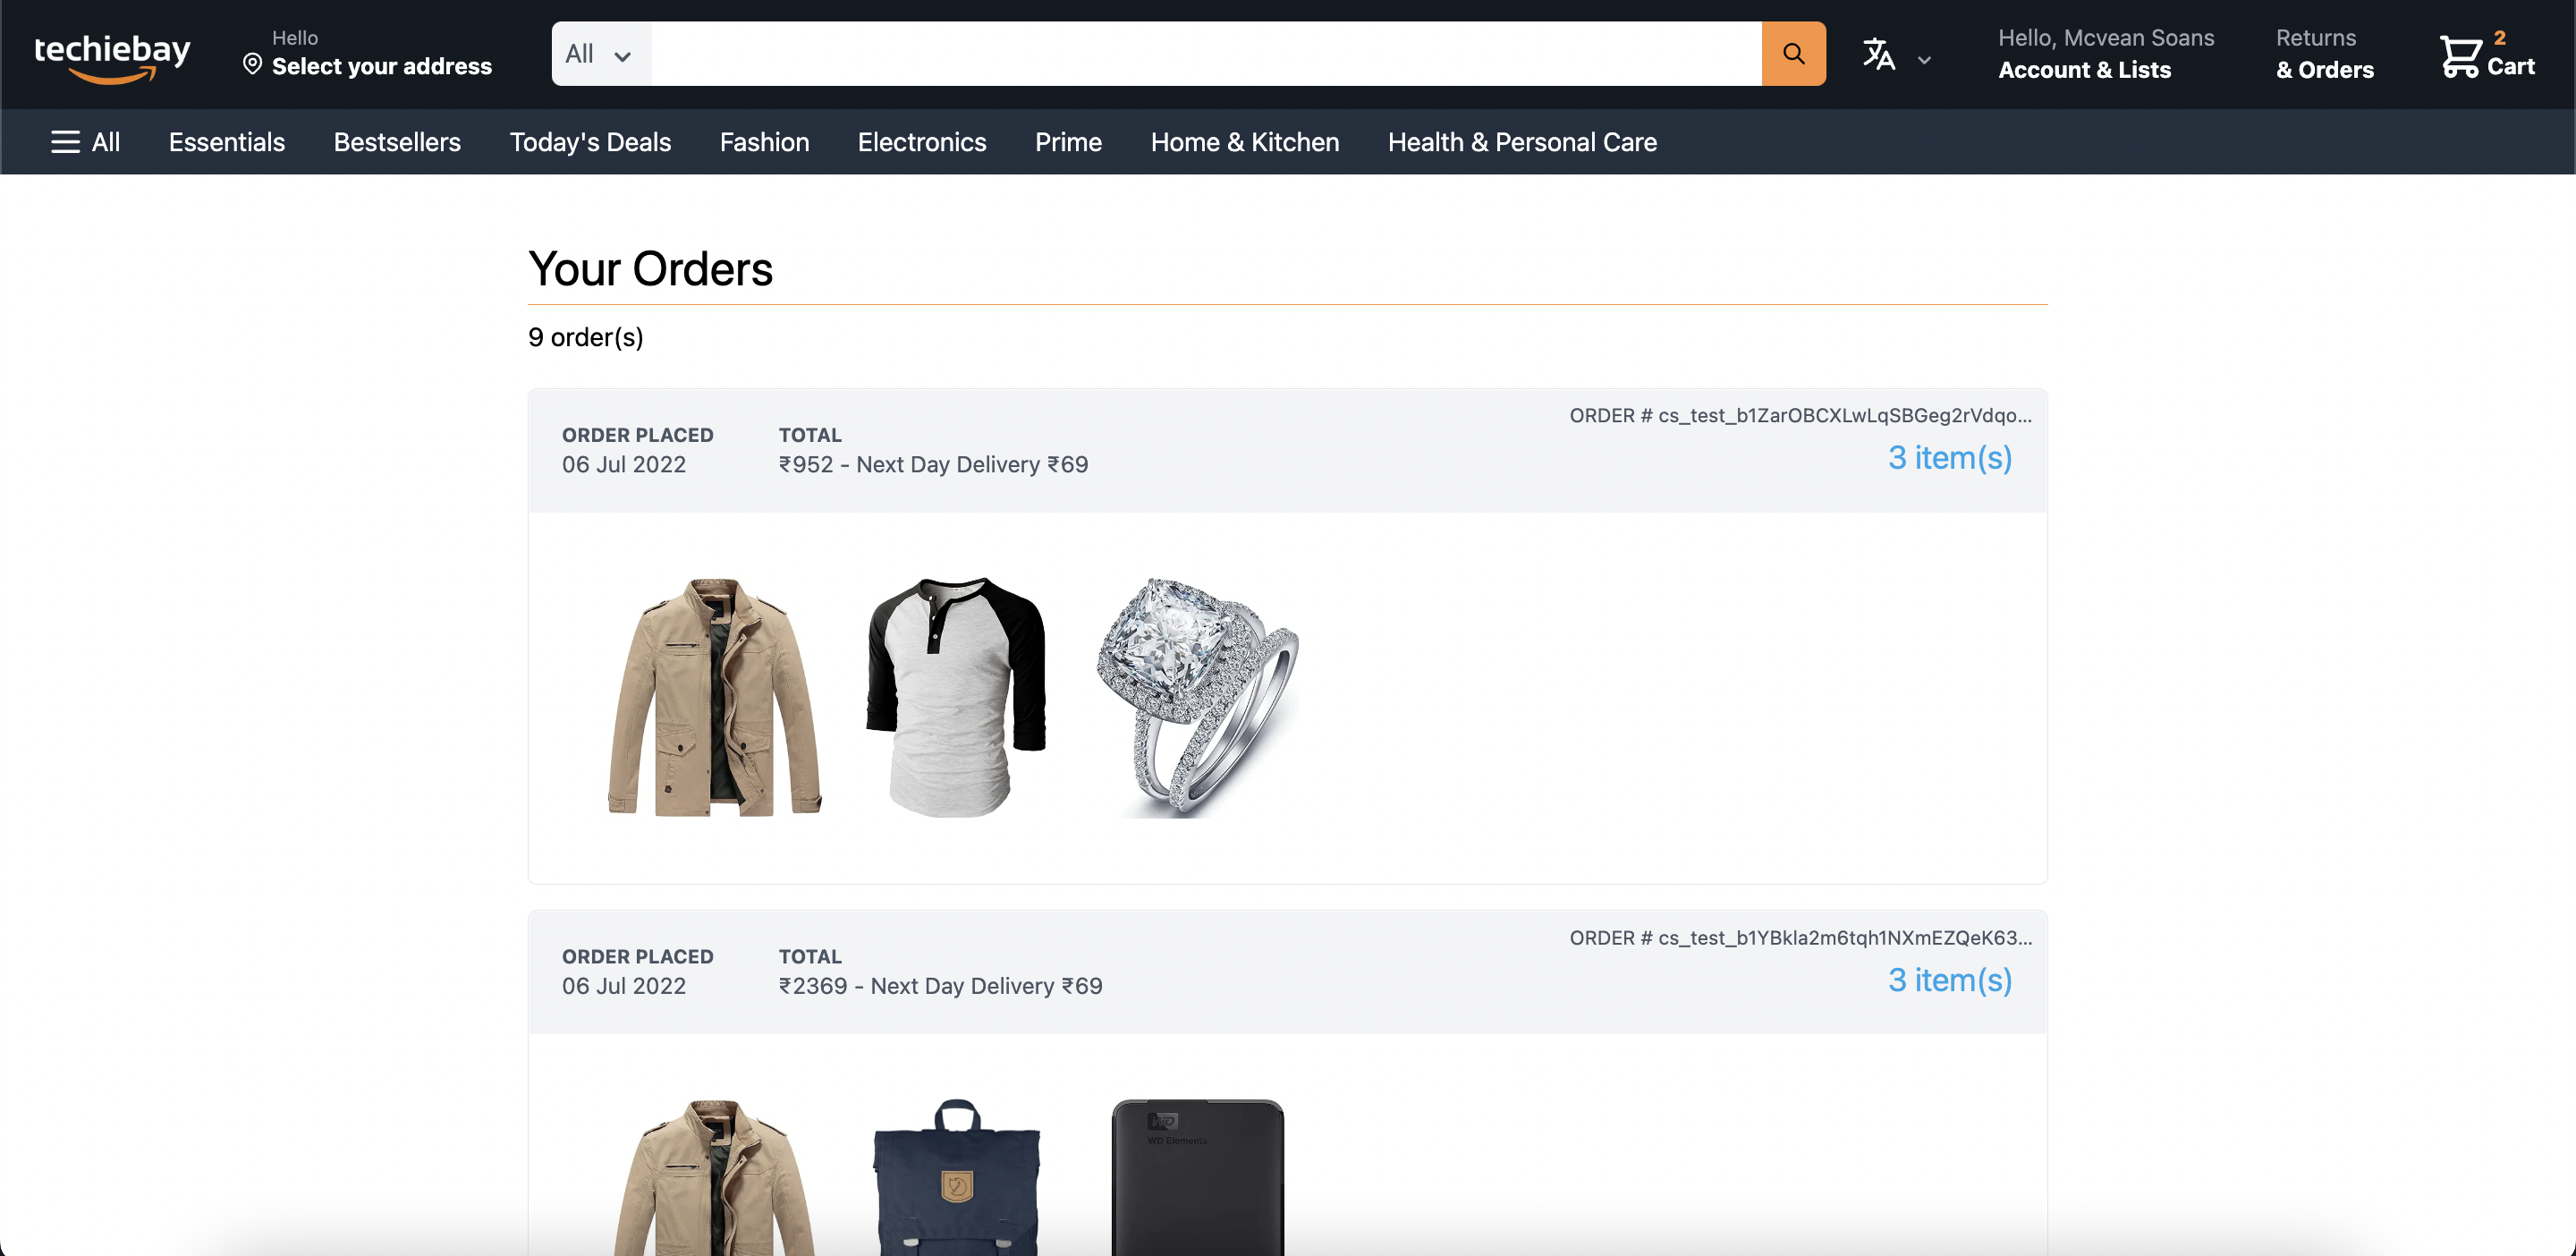 techiebay
Hello
Select your address
All
Hello, Mcvean Soans
Account & Lists
Returns
& Orders
2
Cart
All
Essentials
Bestsellers
Today's Deals
Fashion
Electronics
Prime
Home & Kitchen
Health & Personal Care
Your Orders
9 order(s)
ORDER PLACED
06 Jul 2022
TOTAL
₹952 - Next Day Delivery ₹69
ORDER # cs_test_b1ZarOBCXLwLqSBGeg2rVdqo...
3 item(s)
ORDER PLACED
06 Jul 2022
TOTAL
₹2369 - Next Day Delivery ₹69
ORDER # cs_test_b1YBkla2m6tqh1NXmEZQeK63...
3 item(s)
WD
WD Elements